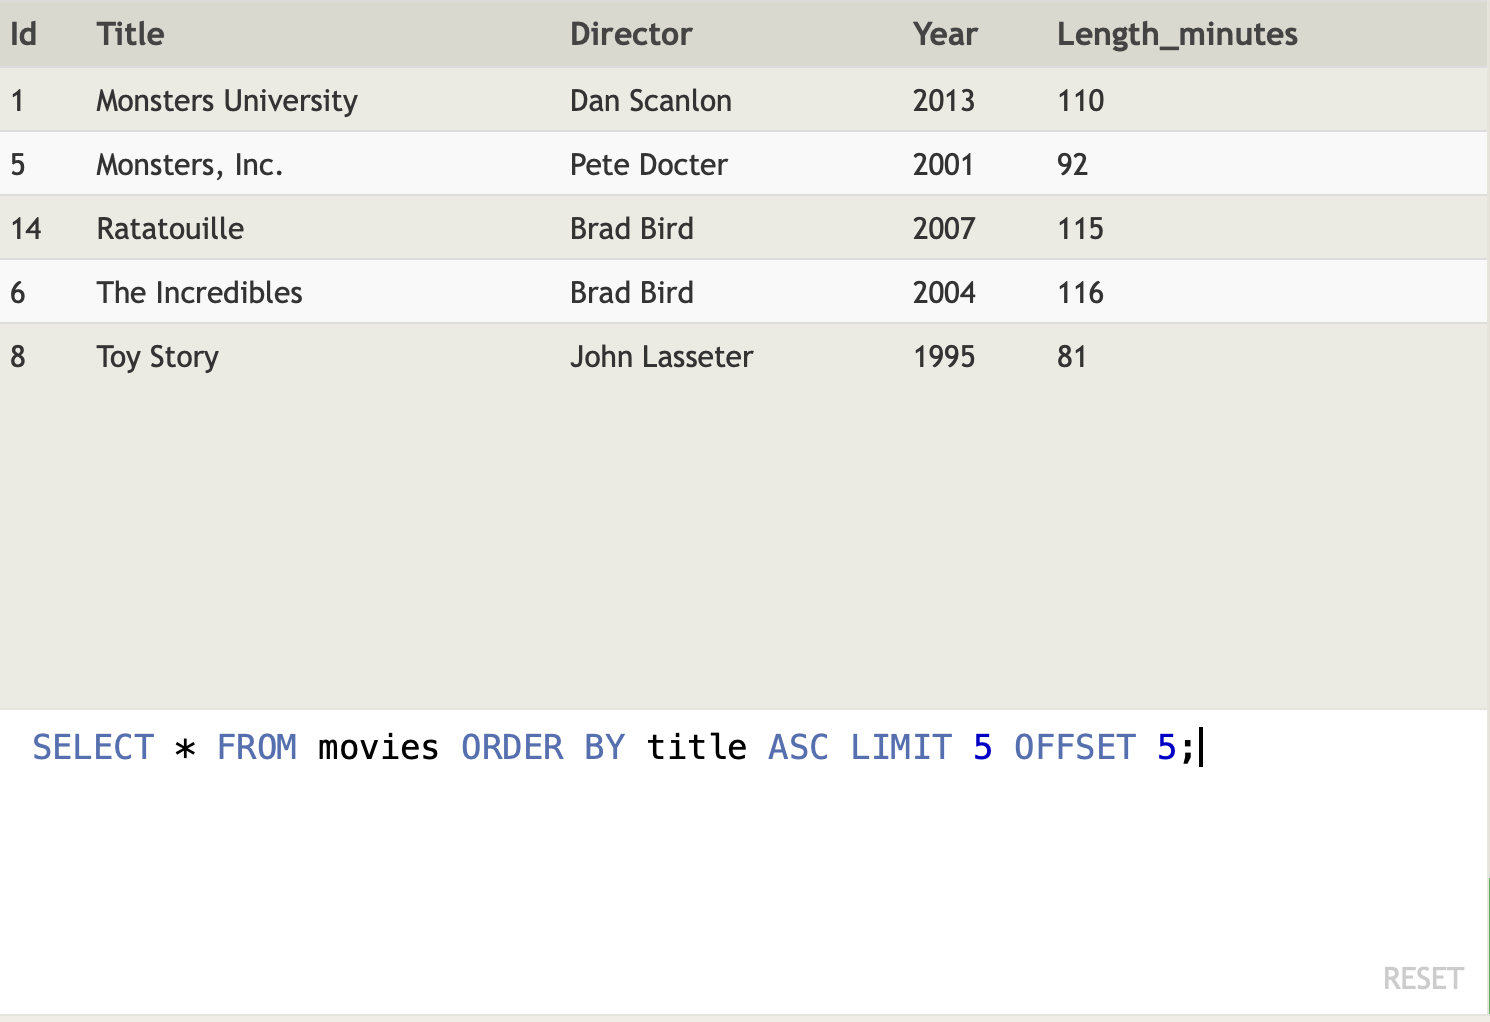 Id Title Director Year Length_minutes
1 Monsters University Dan Scanlon 2013 110
5 Monsters, Inc. Pete Docter 2001 92
14 Ratatouille Brad Bird 2007 115
6 The Incredibles Brad Bird 2004 116
8 Toy Story John Lasseter 1995 81
SELECT * FROM movies ORDER BY title ASC LIMIT 5 OFFSET 5;
RESET